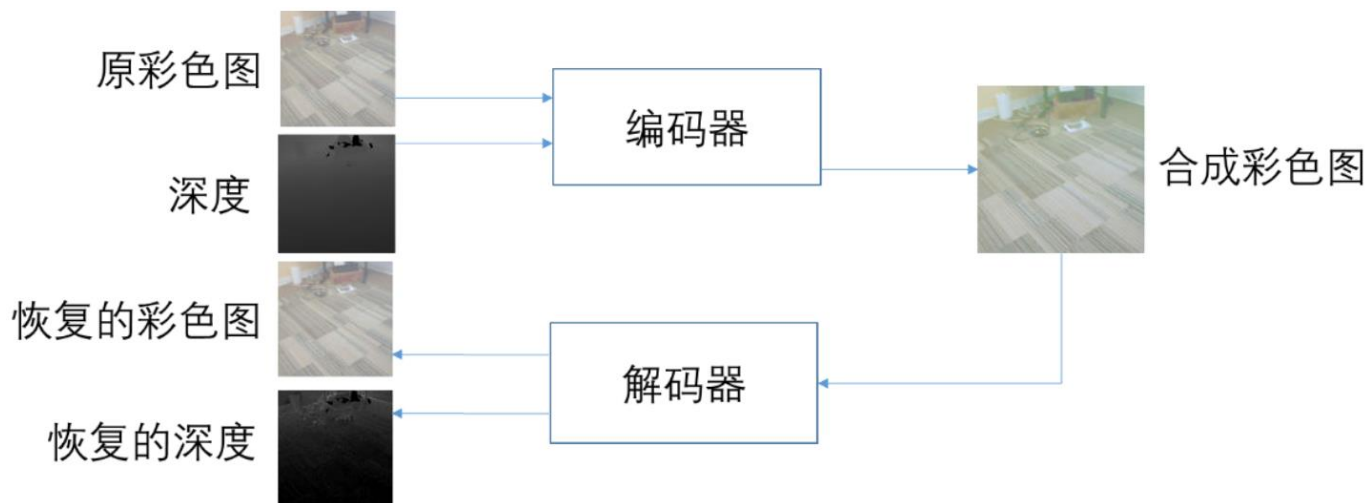 原彩色图
编码器
合成彩色图
深度
恢复的彩色图
解码器
恢复的深度